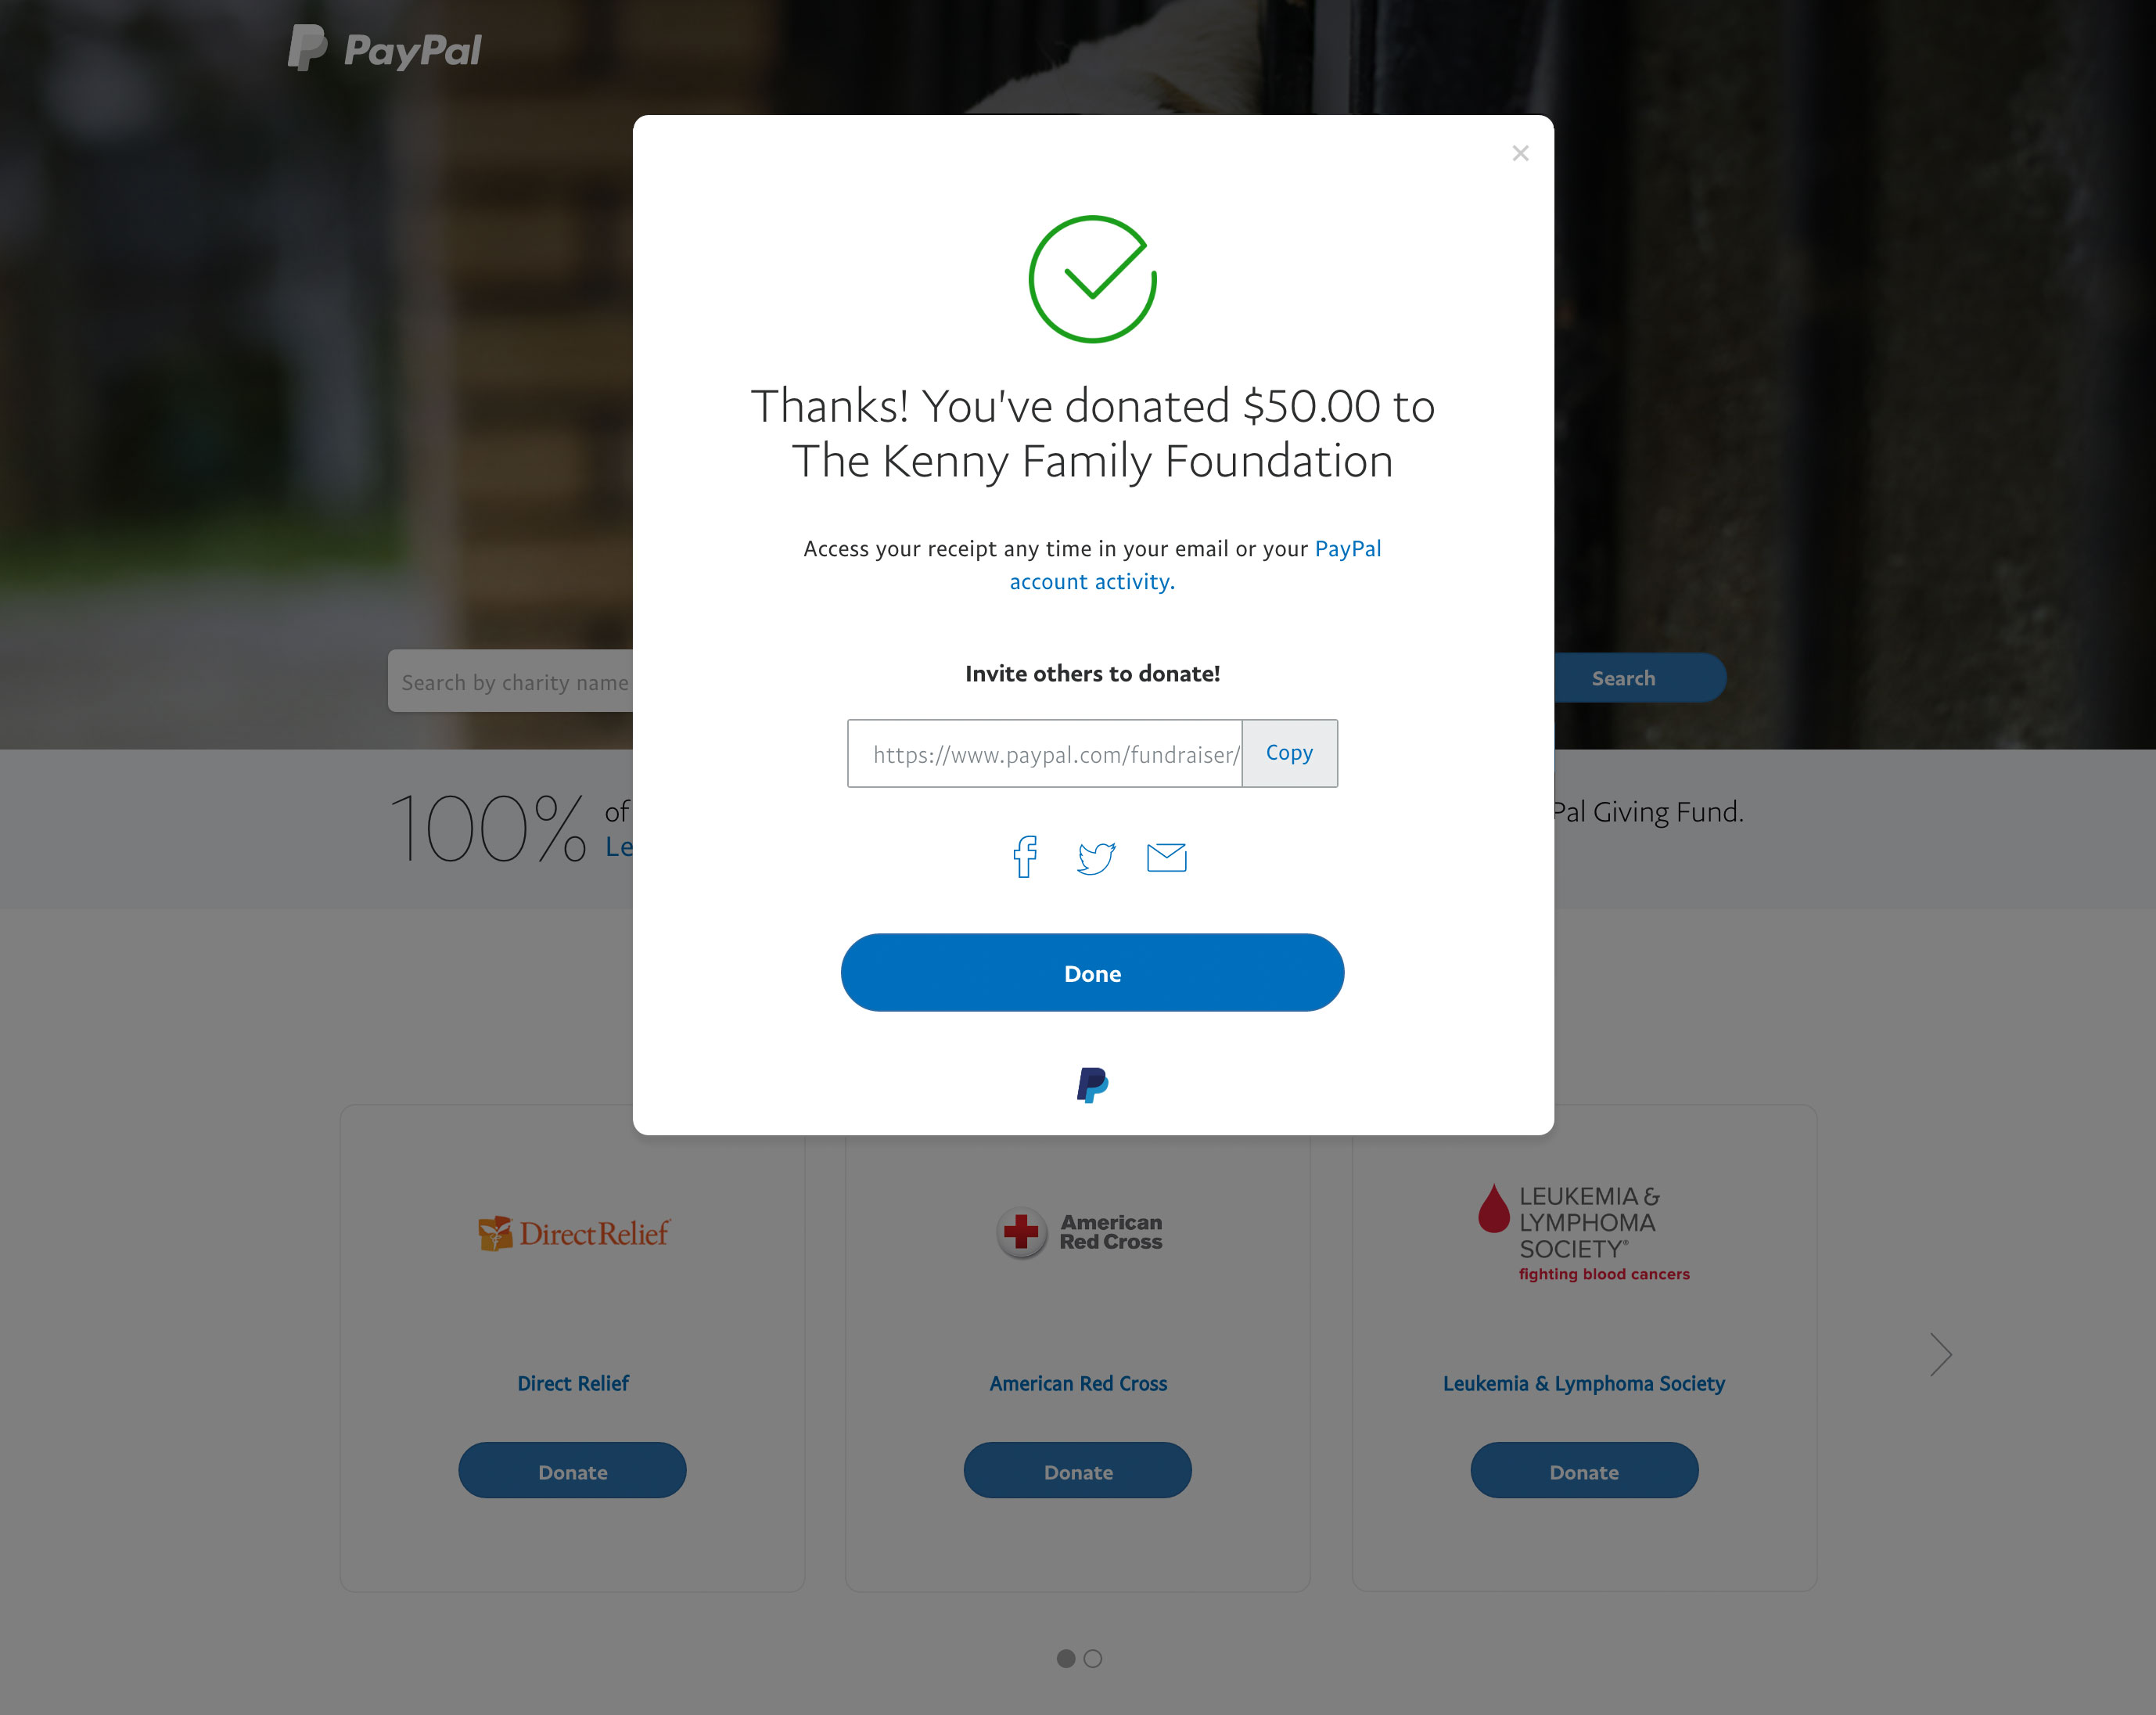 PayPal
Thanks! You've donated $50.00 to
The Kenny Family Foundation
Access your receipt any time in your email or your PayPal
account activity.
Invite others to donate!
https://www.paypal.com/fundraiser/
Copy
Done
Search by charity name
Search
100%
of
Le
Pal Giving Fund.
DirectRelief
American
Red Cross
LEUKEMIA &
LYMPHOMA
SOCIETY®
fighting blood cancers
Direct Relief
American Red Cross
Leukemia & Lymphoma Society
Donate
Donate
Donate